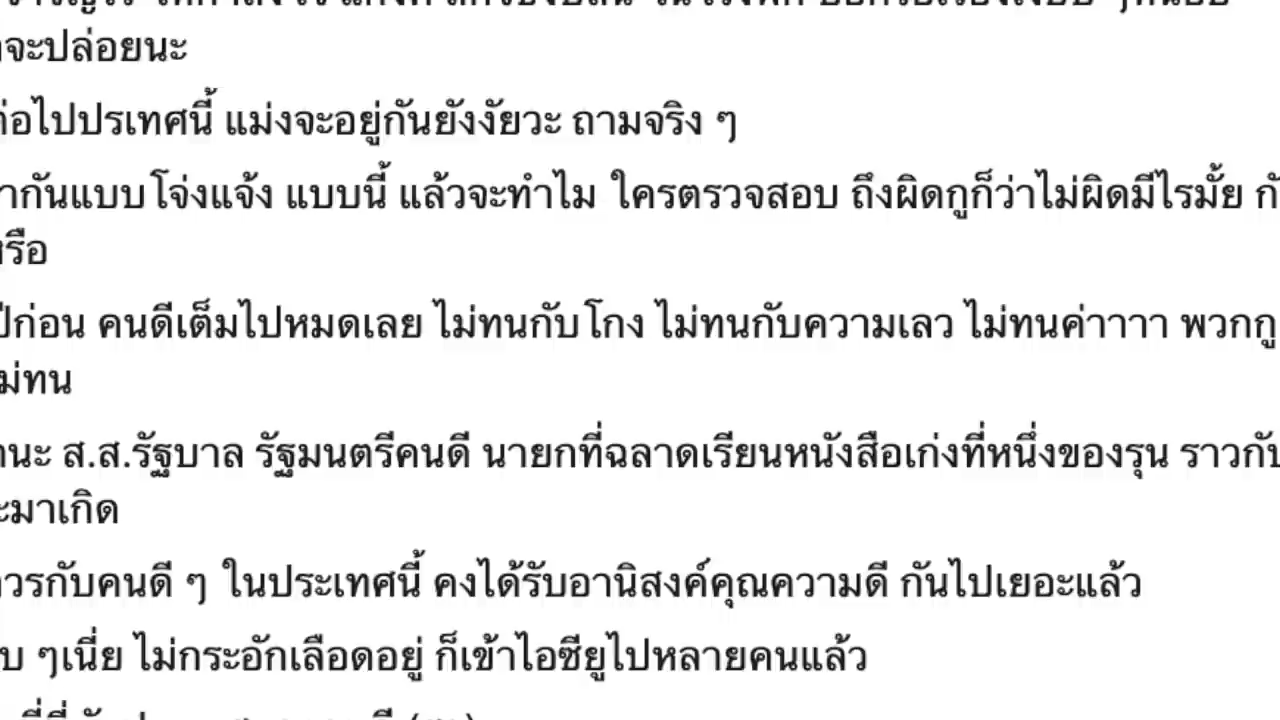 จะปล่อยนะ
ต่อไปปรเทศนี้ แม่งจะอยู่กันยังงัยวะ ถามจริง ๆ
กันแบบโจ่งแจ้ง แบบนี้ แล้วจะทำไม ใครตรวจสอบ ถึงผิดกูก็ว่าไม่ผิดมีไรมั้ย
หรือ
ปีก่อน คนดีเต็มไปหมดเลย ไม่ทนกับโกง ไม่ทนกับความเลว ไม่ทนค่าาาา พวกกู
ม่ทน
นะ ส.ส.รัฐบาล รัฐมนตรีคนดี นายกที่ฉลาดเรียนหนังสือเก่งที่หนึ่งของรุน ราวกับ
ะมาเกิด
วรกับคนดี ๆ ในประเทศนี้ คงได้รับอานิสงค์คุณความดี กันไปเยอะแล้ว
บ ๆเนี่ย ไม่กระอักเลือดอยู่ ก็เข้าไอซียูไปหลายคนแล้ว